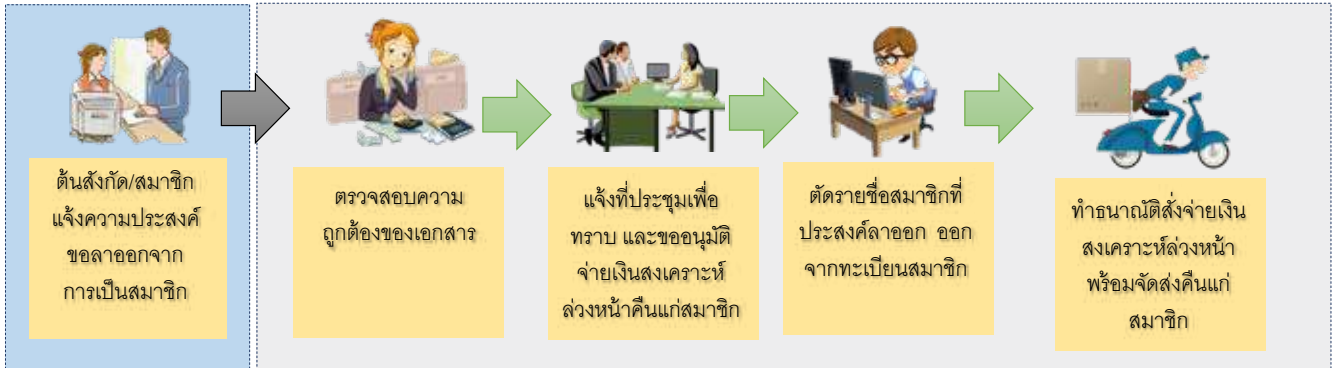 ต้นสังกัด/สมาชิก
แจ้งความประสงค์
ขอลาออกจาก
การเป็นสมาชิก
ตรวจสอบความ
ถูกต้องของเอกสาร
แจ้งที่ประชุมเพื่อ
ทราบ และขออนุมัติ
จ่ายเงินสงเคราะห์
ล่วงหน้าคืนแก่สมาชิก
ตัดรายชื่อสมาชิกที่
ประสงค์ลาออก ออก
จากทะเบียนสมาชิก
ทำธนาณัติสั่งจ่ายเงิน
สงเคราะห์ล่วงหน้า
พร้อมจัดส่งคืนแก่
สมาชิก